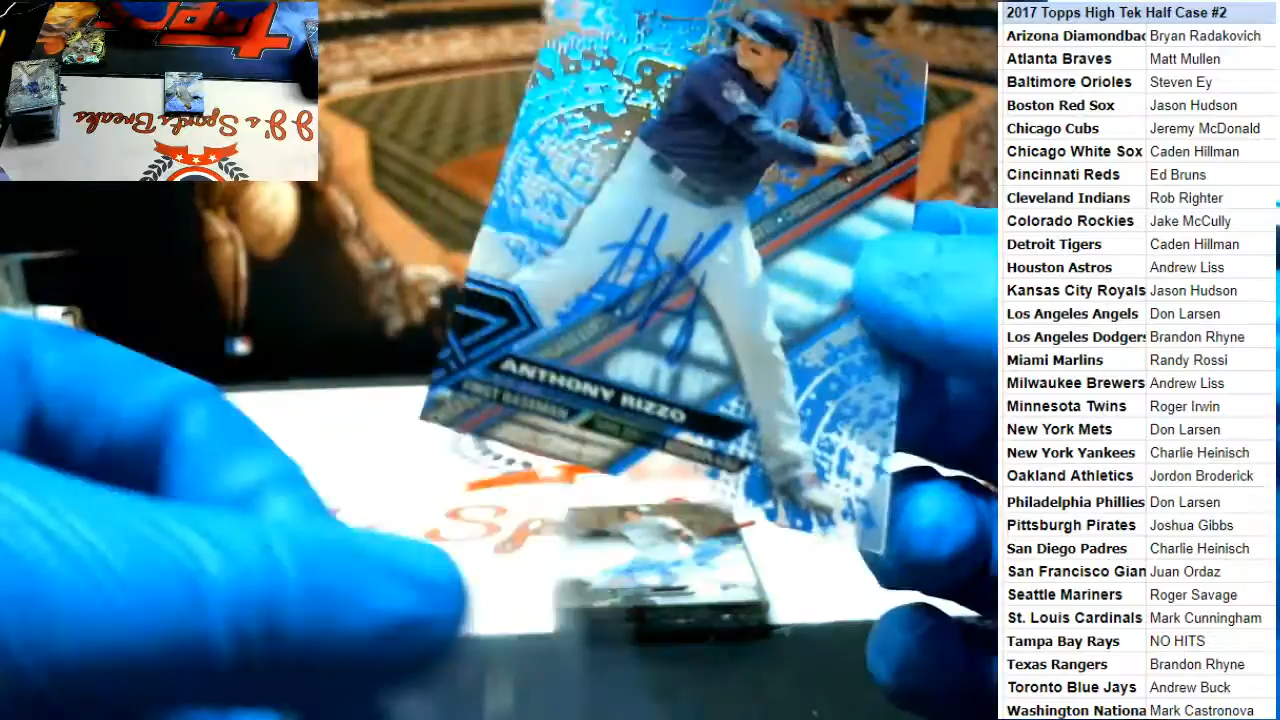 2017 Topps High Tek Half Case #2
Arizona Diamondbac Bryan Radakovich
Atlanta Braves Matt Mullen
Baltimore Orioles Steven Ey
Boston Red Sox Jason Hudson
Chicago Cubs Jeremy McDonald
Chicago White Sox Caden Hillman
Cincinnati Reds Ed Bruns
Cleveland Indians Rob Righter
Colorado Rockies Jake McCully
Detroit Tigers Caden Hillman
Houston Astros Andrew Liss
Kansas City Royals Jason Hudson
Los Angeles Angels Don Larsen
Los Angeles Dodgers Brandon Rhyne
Miami Marlins Randy Rossi
Milwaukee Brewers Andrew Liss
Minnesota Twins Roger Irwin
New York Mets Don Larsen
New York Yankees Charlie Heinisch
Oakland Athletics Jordon Broderick
Philadelphia Phillies Don Larsen
Pittsburgh Pirates Joshua Gibbs
San Diego Padres Charlie Heinisch
San Francisco Gian Juan Ordaz
Seattle Mariners Roger Savage
St. Louis Cardinals Mark Cunningham
Tampa Bay Rays NO HITS
Texas Rangers Brandon Rhyne
Toronto Blue Jays Andrew Buck
Washington Nationa Mark Castronova
J's Sports Breaks
ANTHONY RIZZO
FIRST BASEMAN
Sp